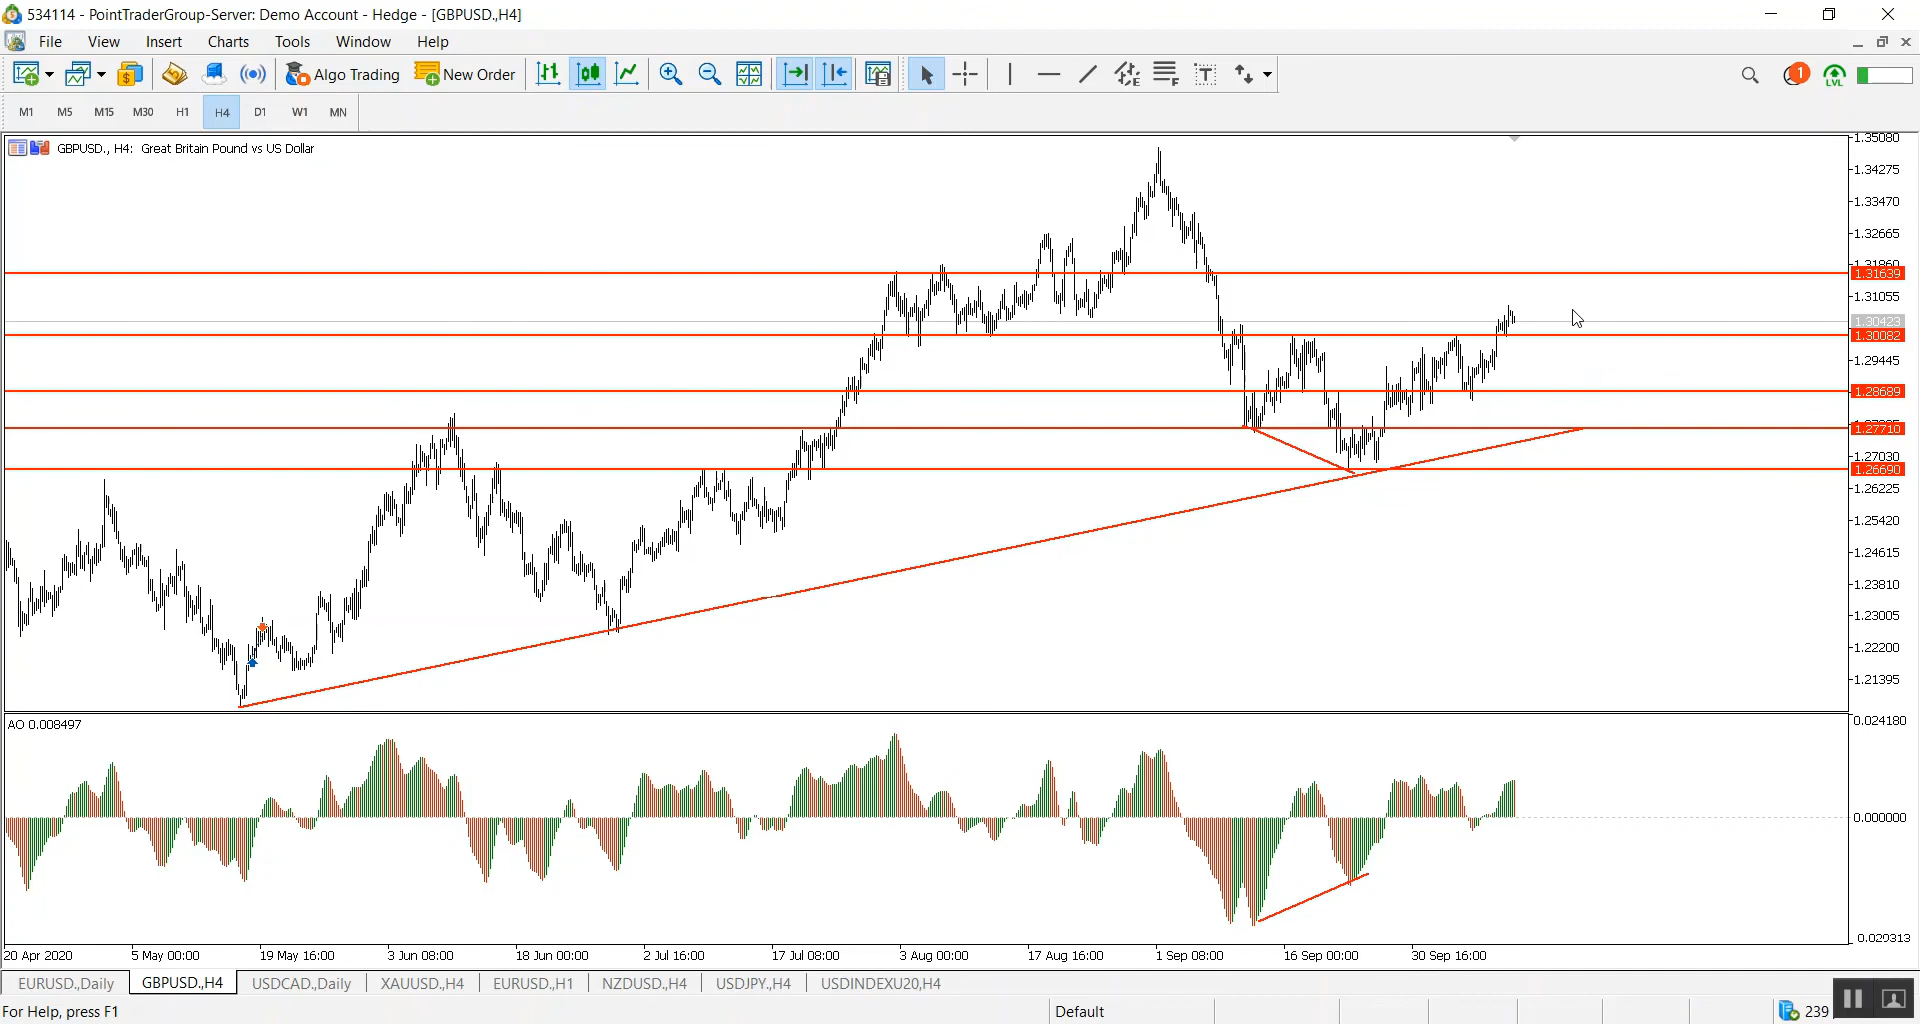 534114 - PointTraderGroup-Server: Demo Account - Hedge - [GBPUSD.,H4]
File View Insert Charts Tools Window Help
Algo Trading New Order
1
LVL
M1 M5 M15 M30 H1 H4 D1 W1 MN
GBPUSD., H4: Great Britain Pound vs US Dollar
1.35080
1.34275
1.33470
1.32665
1.31860
1.31639
1.31055
1.30423
1.30082
1.29445
1.28689
1.27710
1.27030
1.26690
1.26225
1.25420
1.24615
1.23810
1.23005
1.22200
1.21395
AO 0.008497
0.024180
0.000000
0.029313
20 Apr 2020 5 May 00:00 19 May 16:00 3 Jun 08:00 18 Jun 00:00 2 Jul 16:00 17 Jul 08:00 3 Aug 00:00 17 Aug 16:00 1 Sep 08:00 16 Sep 00:00 30 Sep 16:00
EURUSD.,Daily GBPUSD.,H4 USDCAD.,Daily XAUUSD.,H4 EURUSD.,H1 NZDUSD.,H4 USDJPY.,H4 USDINDEXU20,H4
For Help, press F1 Default 239